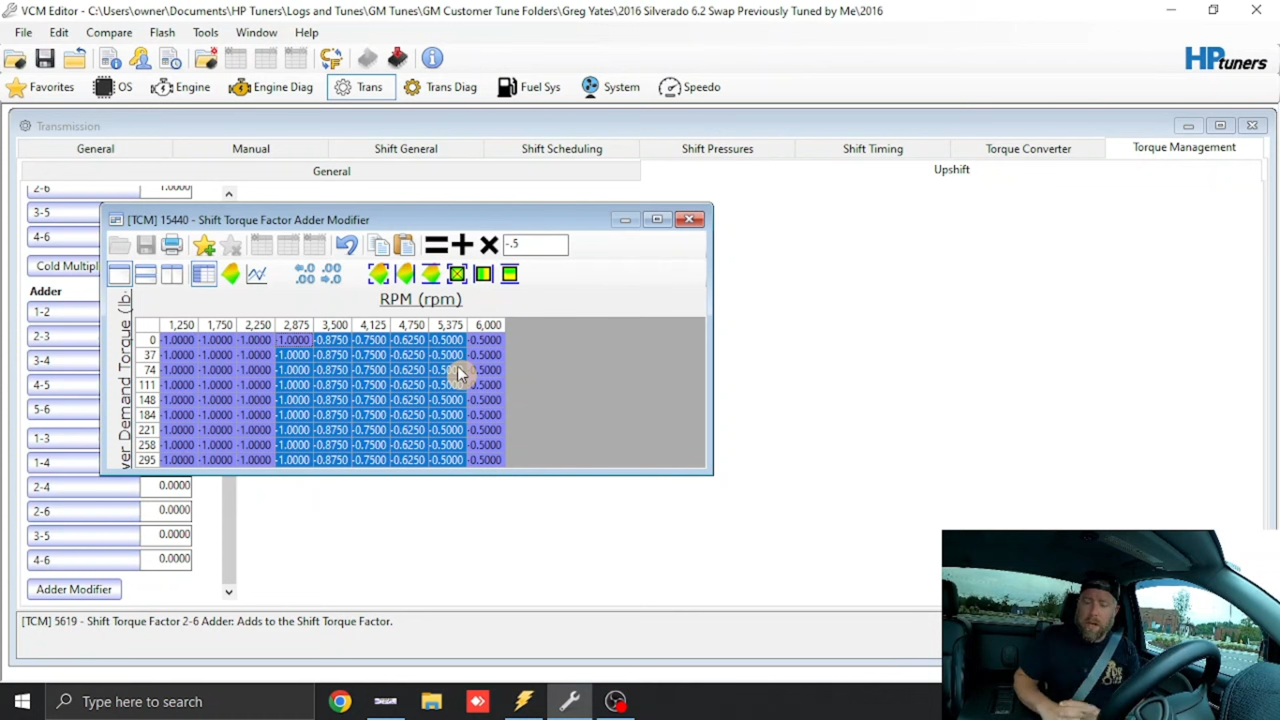 VCM Editor - C:\Users\owner\Documents\HP Tuners\Logs and Tunes\GM Tunes\GM Customer Tune Folders\Greg Yates\2016 Silverado 6.2 Swap Previously Tuned by Me\2016
File Edit Compare Flash Tools Window Help
HP tuners
Favorites OS Engine Engine Diag Trans Trans Diag Fuel Sys System Speedo
Transmission
General Manual Shift General Shift Scheduling Shift Pressures Shift Timing Torque Converter Torque Management
General Upshift
2-6 1.0000
3-5
4-6
Cold Multipl
Adder
1-2
2-3
3-4
4-5
5-6
1-3
1-4
2-4 0.0000
2-6 0.0000
3-5 0.0000
4-6 0.0000
Adder Modifier
[TCM] 15440 - Shift Torque Factor Adder Modifier
-.5
RPM (rpm)
ver Demand Torque (lb·
1,250 1,750 2,250 2,875 3,500 4,125 4,750 5,375 6,000
0 -1.0000 -1.0000 -1.0000 -1.0000 -0.8750 -0.7500 -0.6250 -0.5000 -0.5000
37 -1.0000 -1.0000 -1.0000 -1.0000 -0.8750 -0.7500 -0.6250 -0.5000 -0.5000
74 -1.0000 -1.0000 -1.0000 -1.0000 -0.8750 -0.7500 -0.6250 -0.50 0.5000
111 -1.0000 -1.0000 -1.0000 -1.0000 -0.8750 -0.7500 -0.6250 -0.5000 -0.5000
148 -1.0000 -1.0000 -1.0000 -1.0000 -0.8750 -0.7500 -0.6250 -0.5000 -0.5000
184 -1.0000 -1.0000 -1.0000 -1.0000 -0.8750 -0.7500 -0.6250 -0.5000 -0.5000
221 -1.0000 -1.0000 -1.0000 -1.0000 -0.8750 -0.7500 -0.6250 -0.5000 -0.5000
258 -1.0000 -1.0000 -1.0000 -1.0000 -0.8750 -0.7500 -0.6250 -0.5000 -0.5000
295 -1.0000 -1.0000 -1.0000 -1.0000 -0.8750 -0.7500 -0.6250 -0.5000 -0.5000
[TCM] 5619 - Shift Torque Factor 2-6 Adder: Adds to the Shift Torque Factor.
Type here to search